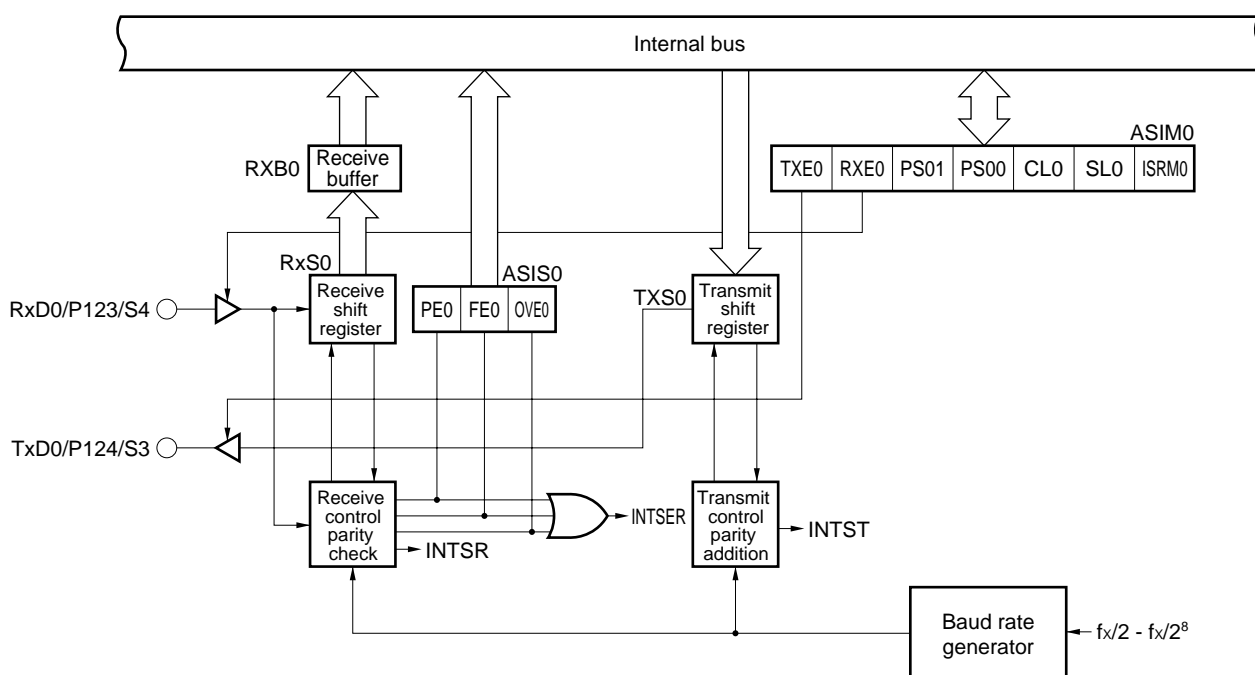 Internal bus
ASIM0
RXB0
Receive
buffer
TXE0 RXE0 PS01 PS00 CL0 SL0 ISRM0
RxS0
ASIS0
RxD0/P123/S4
Receive
shift
register
PE0 FE0 OVE0
TXS0
Transmit
shift
register
TxD0/P124/S3
Receive
control
parity
check
INTSER
INTSR
Transmit
control
parity
addition
INTST
Baud rate
generator
fx/2 - fx/2⁸